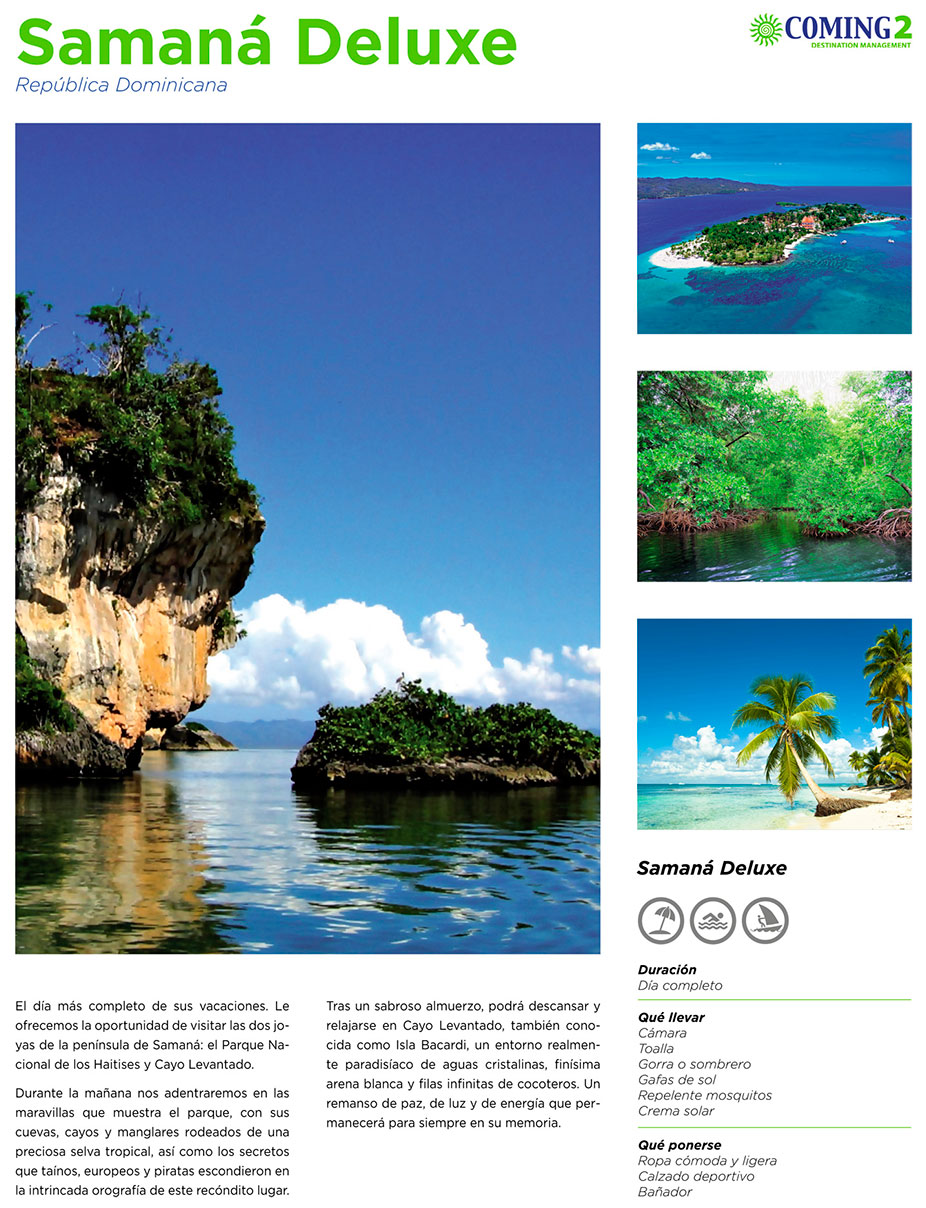 Samaná Deluxe
República Dominicana
COMING2
DESTINATION MANAGEMENT
El día más completo de sus vacaciones. Le
ofrecemos la oportunidad de visitar las dos jo-
yas de la península de Samaná: el Parque Na-
cional de los Haitises y Cayo Levantado.
Durante la mañana nos adentraremos en las
maravillas que muestra el parque, con sus
cuevas, cayos y manglares rodeados de una
preciosa selva tropical, así como los secretos
que taínos, europeos y piratas escondieron en
la intrincada orografía de este recóndito lugar.
Tras un sabroso almuerzo, podrá descansar y
relajarse en Cayo Levantado, también cono-
cida como Isla Bacardi, un entorno realmen-
te paradisíaco de aguas cristalinas, finísima
arena blanca y filas infinitas de cocoteros. Un
remanso de paz, de luz y de energía que per-
manecerá para siempre en su memoria.
Samaná Deluxe
Duración
Día completo
Qué llevar
Cámara
Toalla
Gorra o sombrero
Gafas de sol
Repelente mosquitos
Crema solar
Qué ponerse
Ropa cómoda y ligera
Calzado deportivo
Bañador